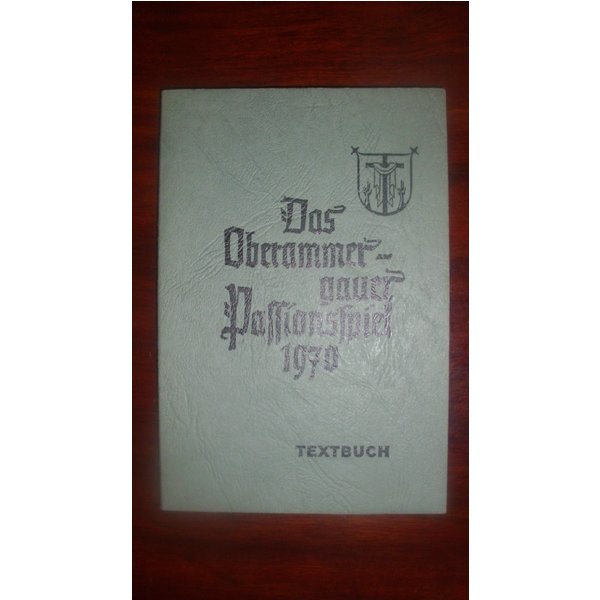 Das
Oberammer-
gauer
Passionsspiel
1970
TEXTBUCH